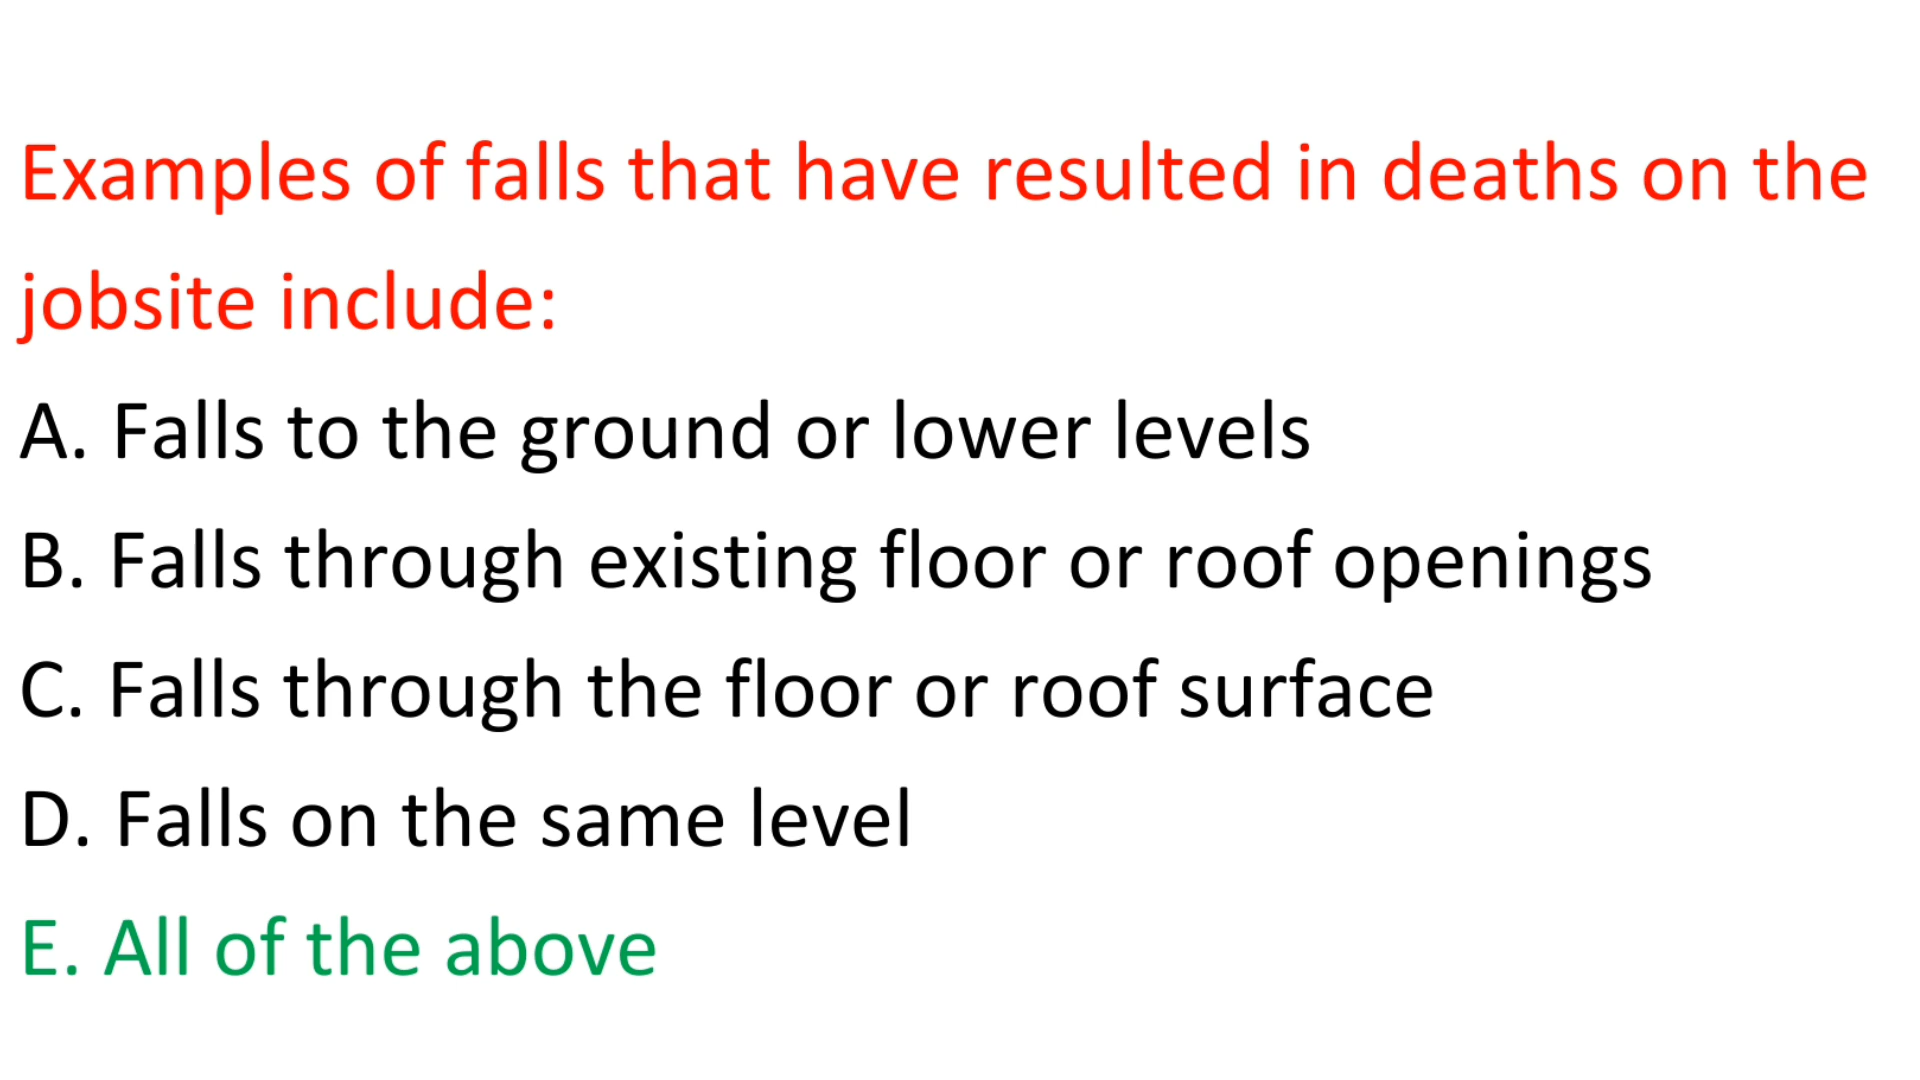 Examples of falls that have resulted in deaths on the
jobsite include:
A. Falls to the ground or lower levels
B. Falls through existing floor or roof openings
C. Falls through the floor or roof surface
D. Falls on the same level
E. All of the above